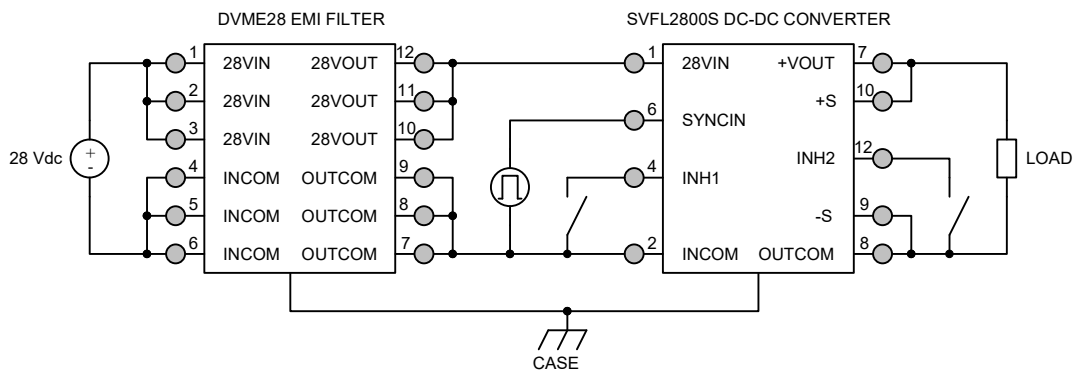 DVME28 EMI FILTER
SVFL2800S DC-DC CONVERTER
1 28VIN 28VOUT 12
2 28VIN 28VOUT 11
3 28VIN 28VOUT 10
4 INCOM OUTCOM 9
5 INCOM OUTCOM 8
6 INCOM OUTCOM 7
28 Vdc
+
-
1 28VIN +VOUT 7
+S 10
6 SYNCIN
INH2 12
4 INH1
-S 9
2 INCOM OUTCOM 8
LOAD
CASE